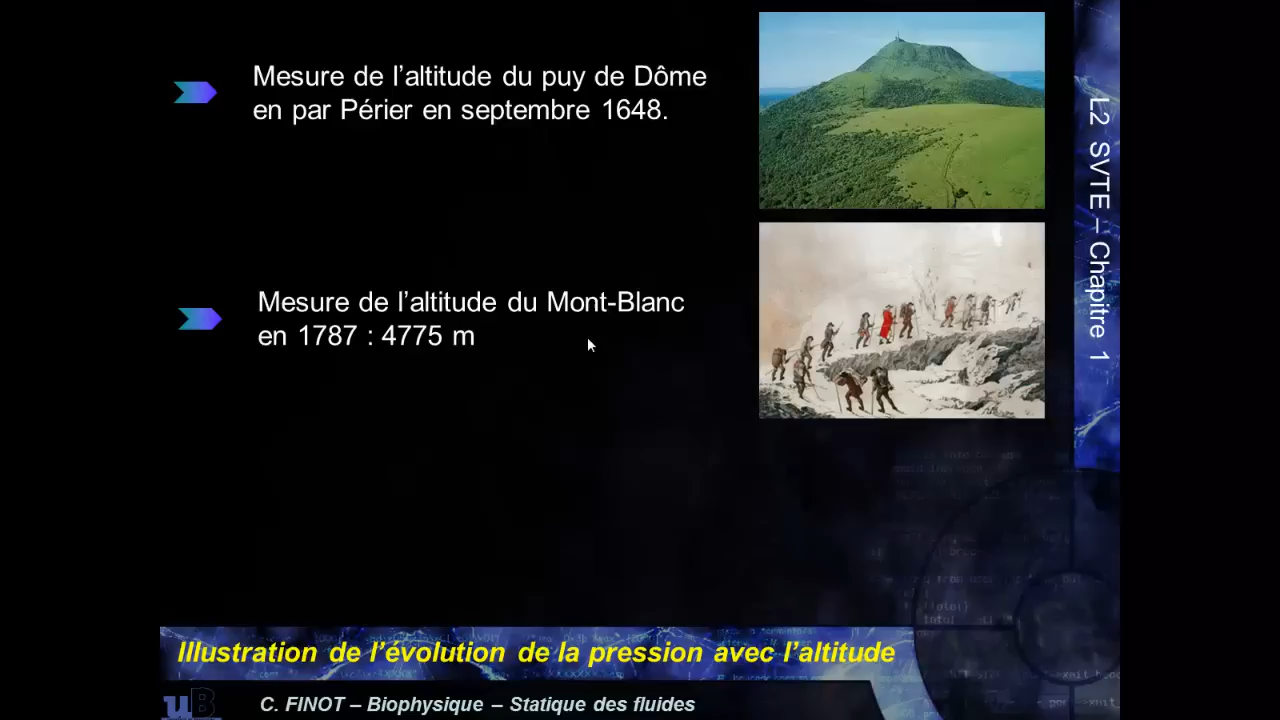 Mesure de l’altitude du puy de Dôme
en par Périer en septembre 1648.
Mesure de l’altitude du Mont-Blanc
en 1787 : 4775 m
L2 SVTE – Chapitre 1
Illustration de l’évolution de la pression avec l’altitude
uB
C. FINOT – Biophysique – Statique des fluides